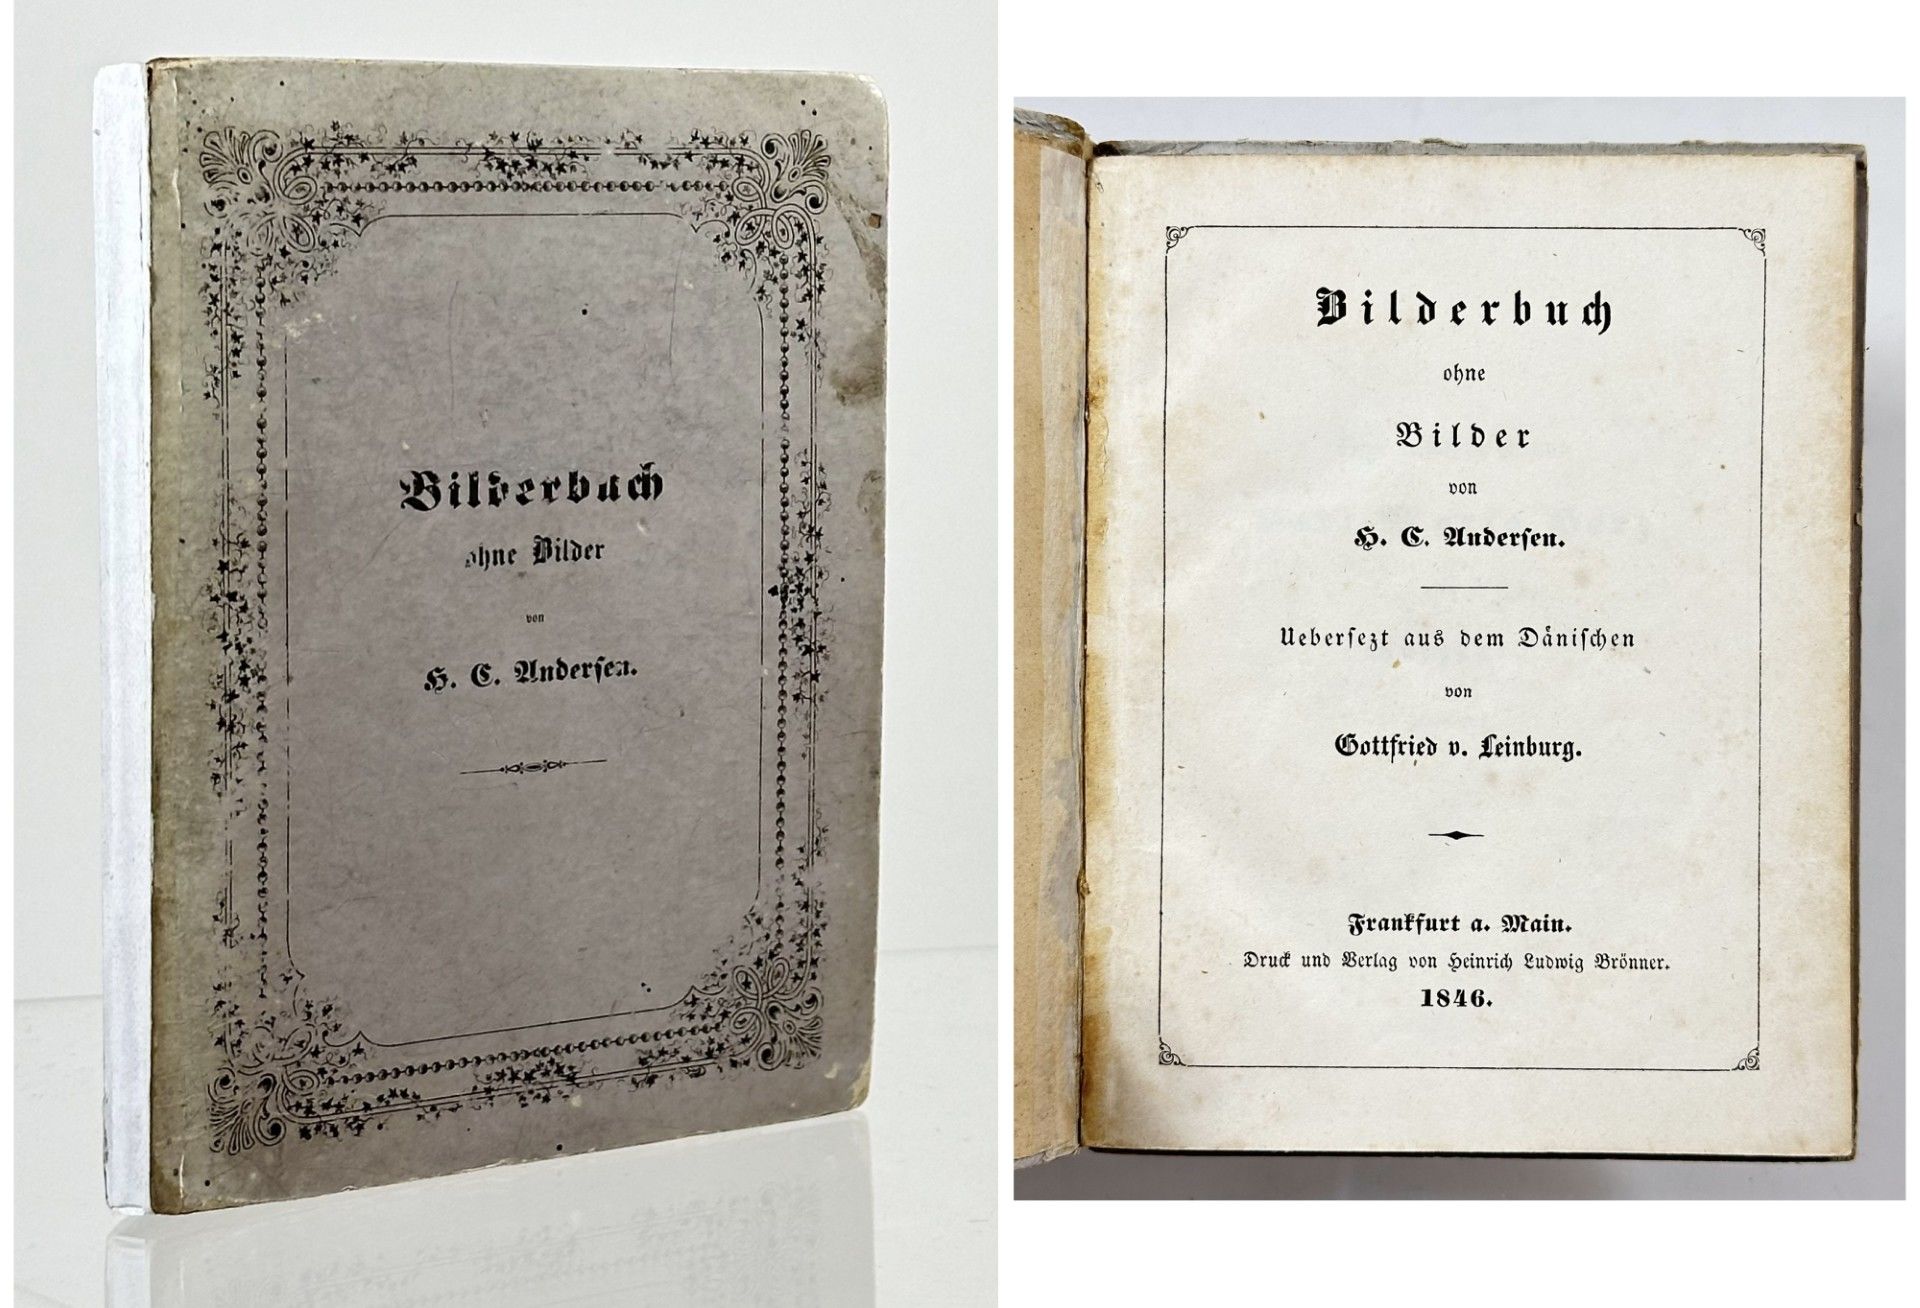 Bilderbuch
ohne Bilder
von
H. C. Andersen.
Bilderbuch
ohne
Bilder
von
H. C. Anderſen.
Ueberſezt aus dem Däniſchen
von
Gottfried v. Leinburg.
Frankfurt a. Main.
Druck und Verlag von Heinrich Ludwig Brönner.
1846.